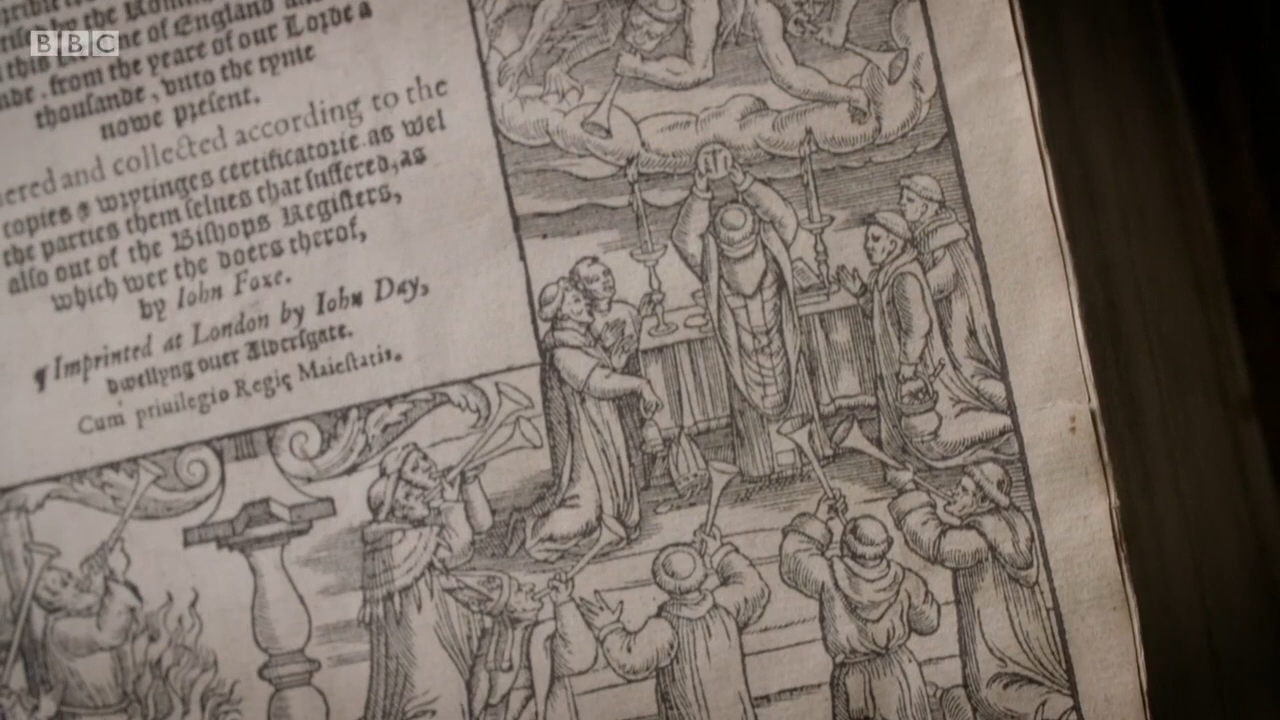 BBC
by the
this of England
from the yeare of our Lorde a
thousande, vnto the tyme
nowe present.
and collected according to the
copies & wrytinges certificatorie as wel
the parties them selues that suffered, as
also out of the Bishops Registers,
which wer the doers therof,
by Iohn Foxe.
¶ Imprinted at London by Iohn Day,
dwellyng ouer Aldersgate.
Cum priuilegio Regię Maiestatis.